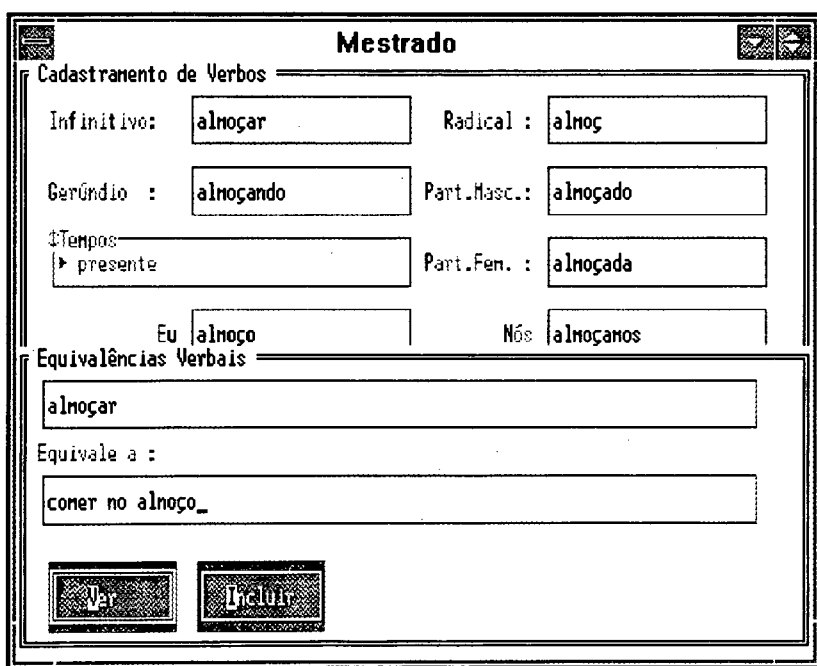 Mestrado
Cadastramento de Verbos
Infinitivo: almoçar Radical : almoç
Gerúndio : almoçando Part.Masc.: almoçado
↕Tempos
▶ presente Part.Fem. : almoçada
Eu almoço Nós almoçamos
Equivalências Verbais
almoçar
Equivale a :
comer no almoço_
Ver Incluir